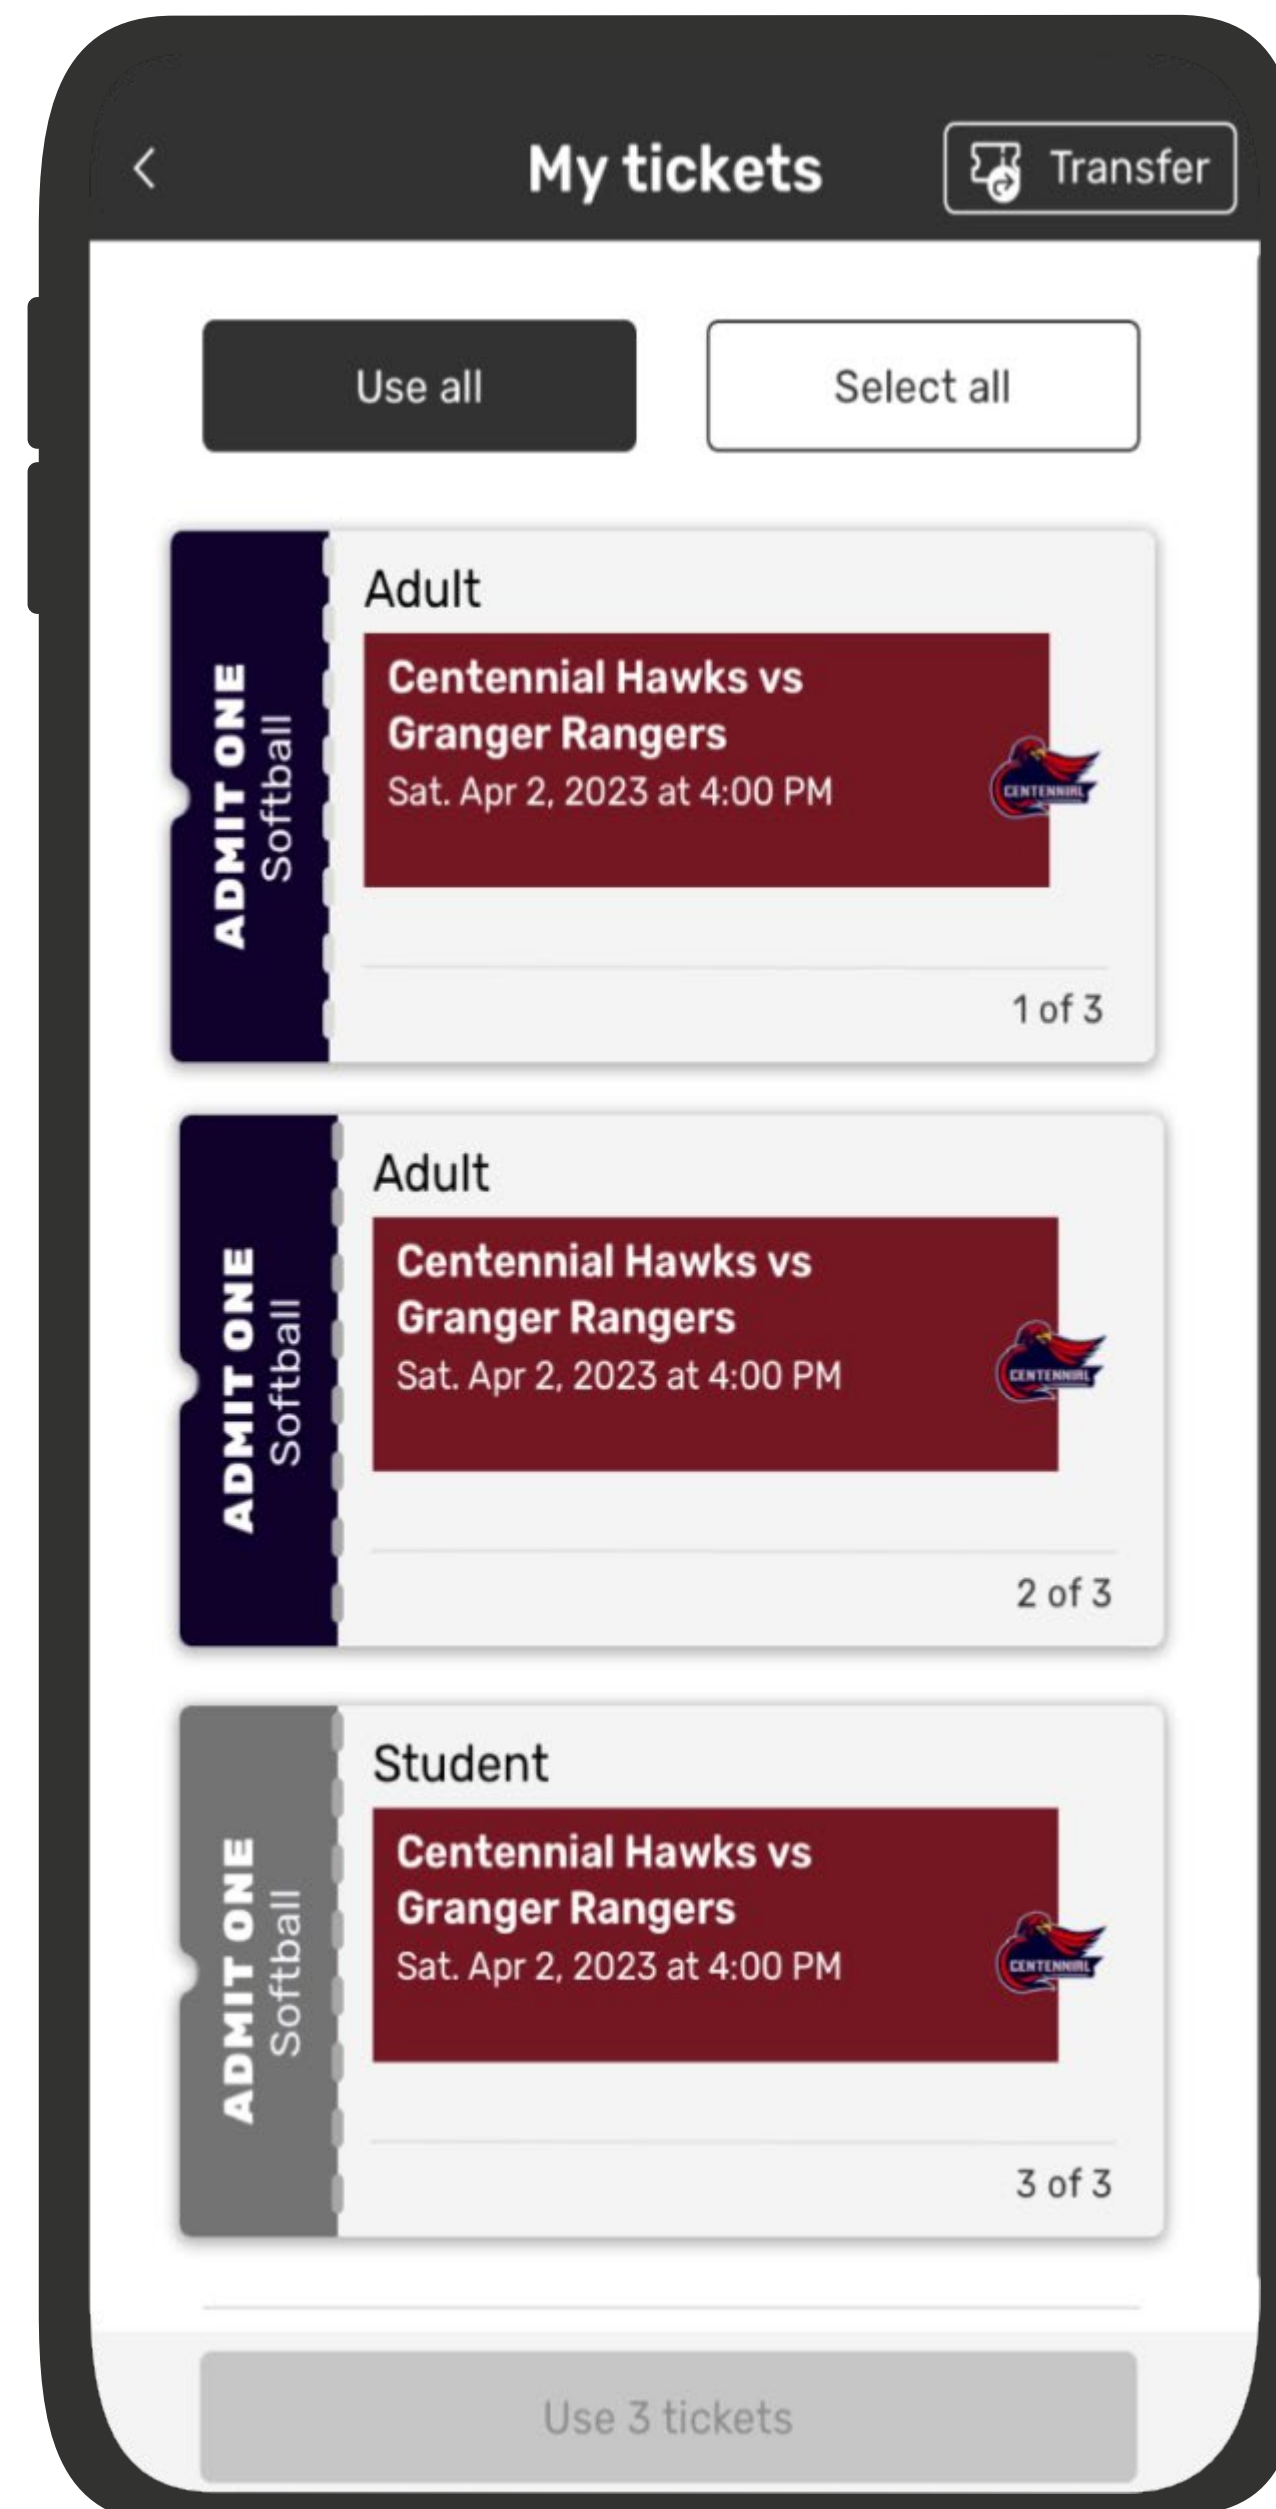 My tickets
Transfer
Use all
Select all
ADMIT ONE
Softball
Adult
Centennial Hawks vs
Granger Rangers
Sat. Apr 2, 2023 at 4:00 PM
CENTENNIAL
1 of 3
ADMIT ONE
Softball
Adult
Centennial Hawks vs
Granger Rangers
Sat. Apr 2, 2023 at 4:00 PM
CENTENNIAL
2 of 3
ADMIT ONE
Softball
Student
Centennial Hawks vs
Granger Rangers
Sat. Apr 2, 2023 at 4:00 PM
CENTENNIAL
3 of 3
Use 3 tickets